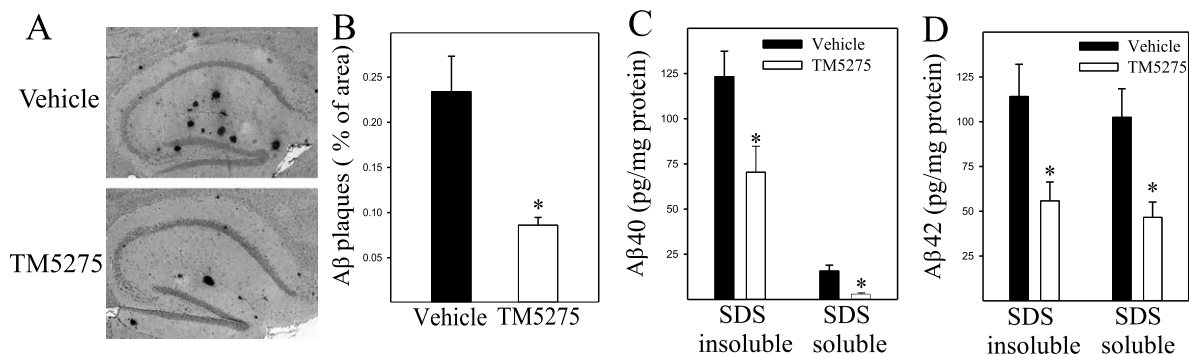 A
Vehicle
TM5275
B
Aβ plaques ( % of area)
0.25
0.20
0.15
0.10
0.05
*
Vehicle TM5275
C
Aβ40 (pg/mg protein)
Vehicle
TM5275
125
100
75
50
25
*
*
SDS
insoluble
SDS
soluble
D
Aβ42 (pg/mg protein)
Vehicle
TM5275
125
100
75
50
25
*
*
SDS
insoluble
SDS
soluble